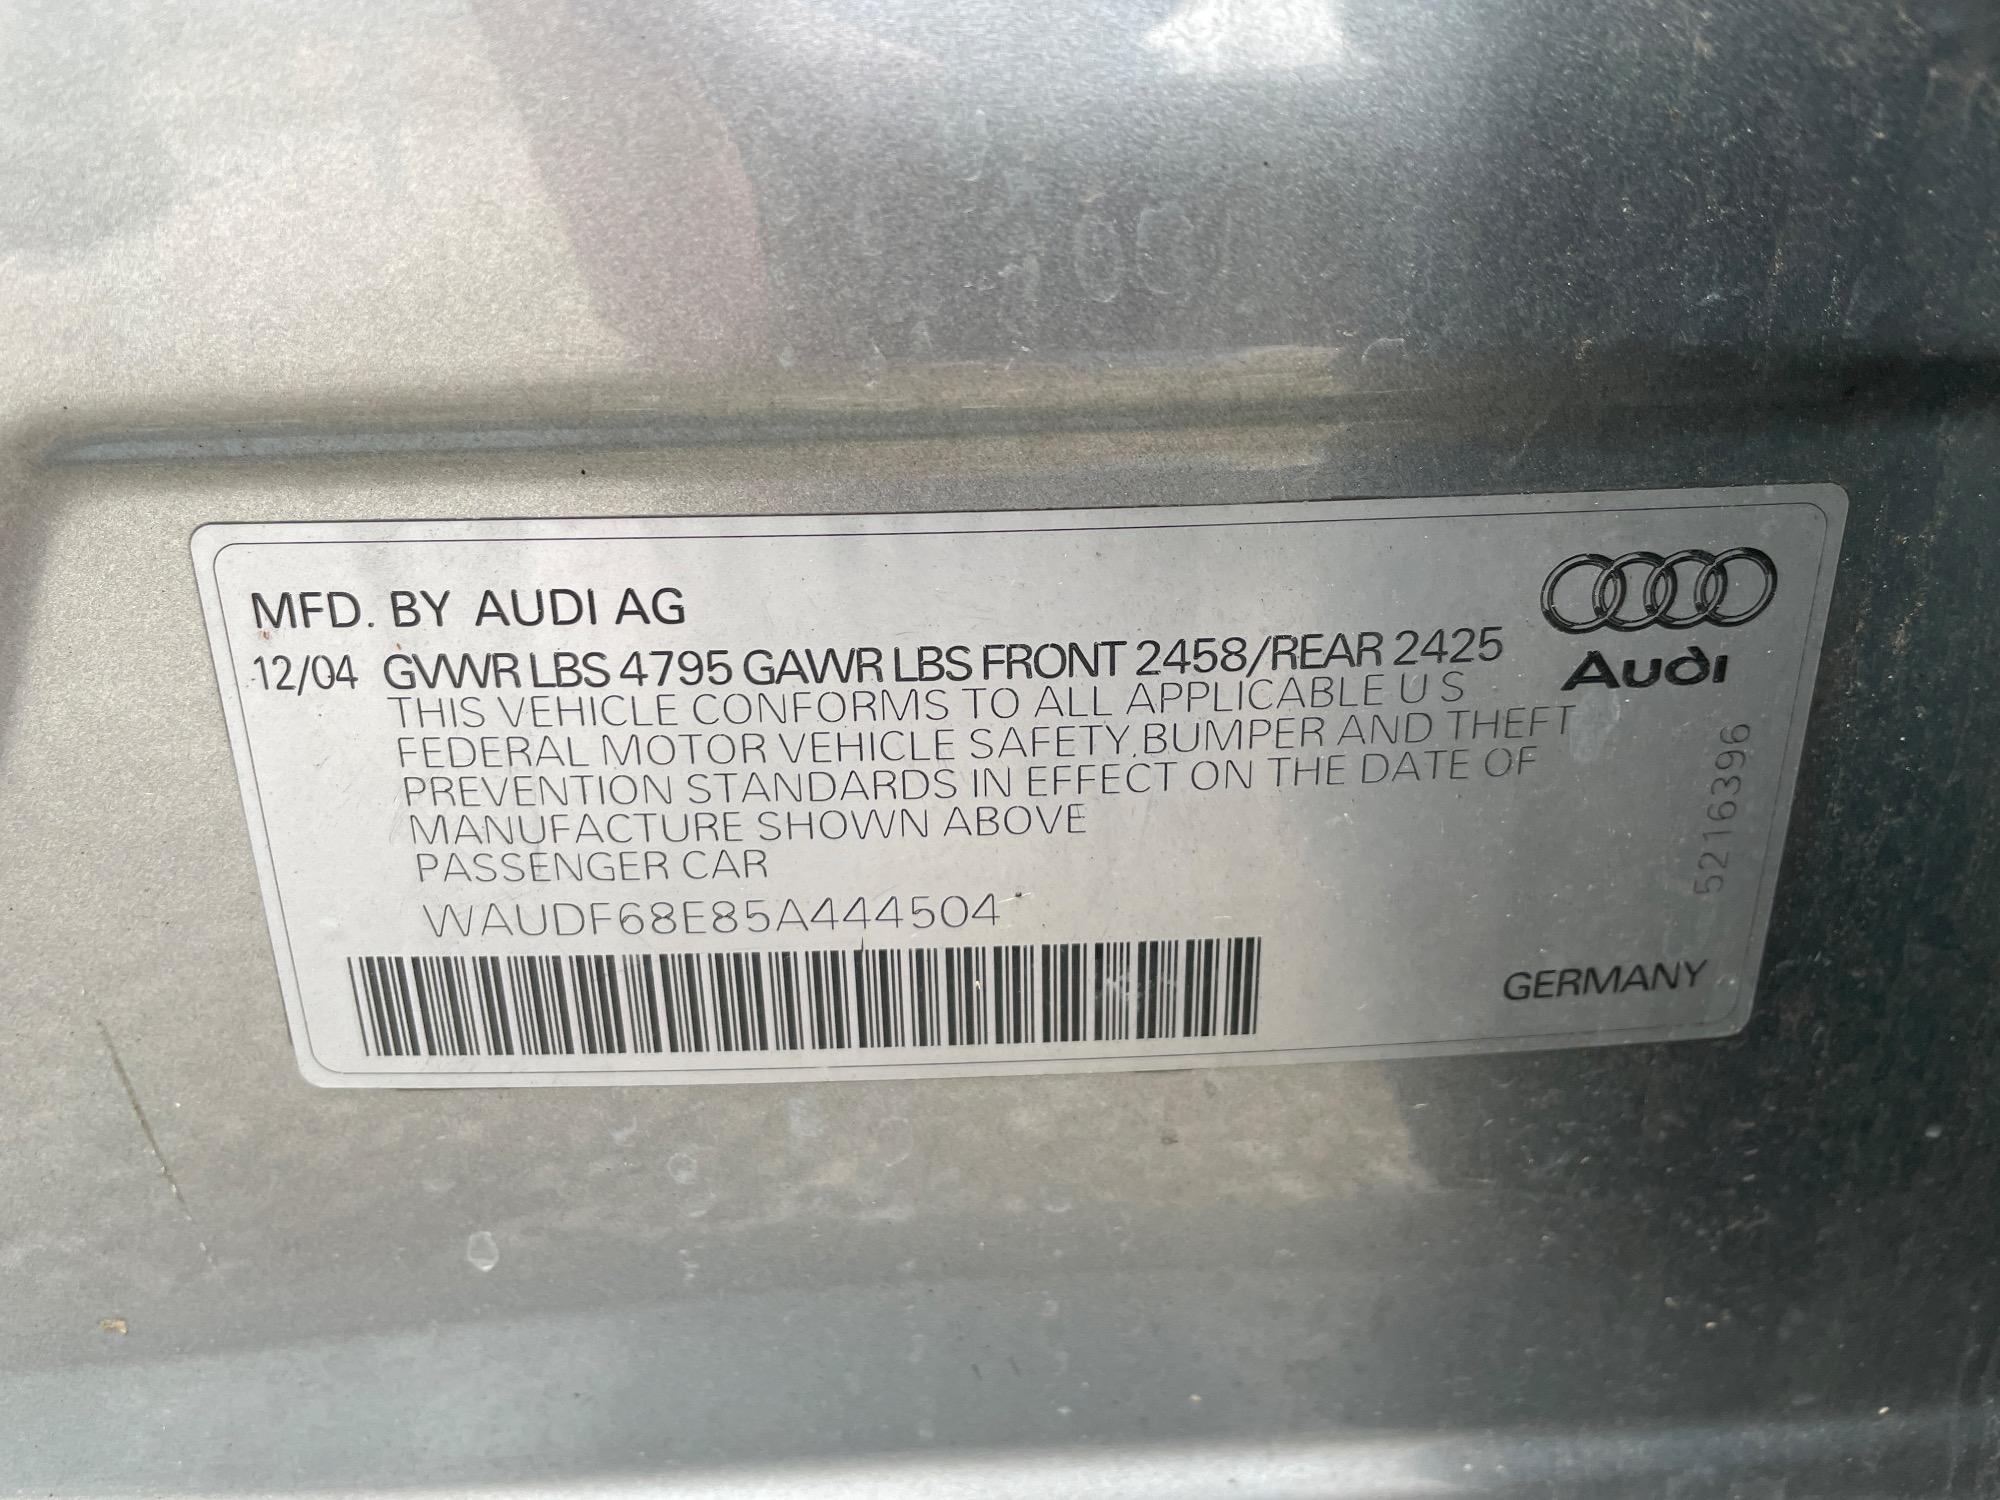 MFD. BY AUDI AG
12/04 GVWR LBS 4795 GAWR LBS FRONT 2458/REAR 2425
THIS VEHICLE CONFORMS TO ALL APPLICABLE U S
FEDERAL MOTOR VEHICLE SAFETY, BUMPER AND THEFT
PREVENTION STANDARDS IN EFFECT ON THE DATE OF
MANUFACTURE SHOWN ABOVE
PASSENGER CAR
WAUDF68E85A444504
Audi
5216396
GERMANY